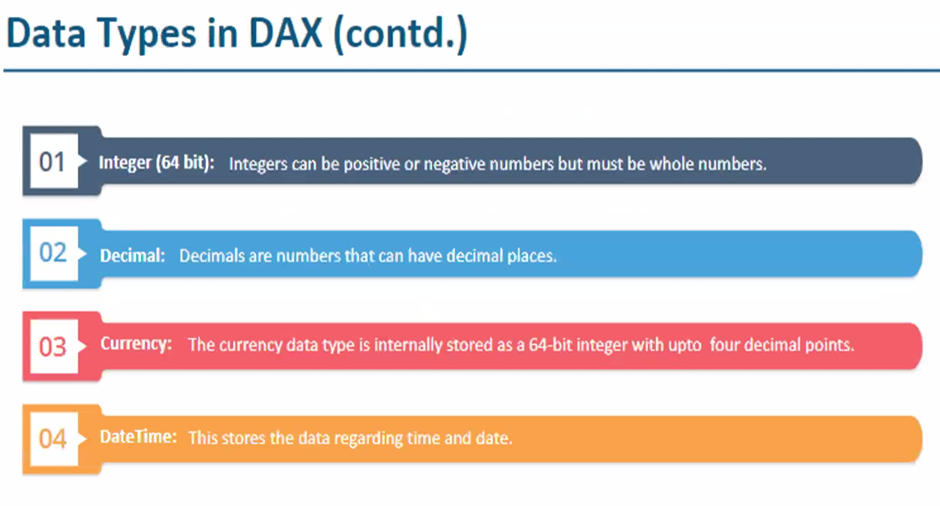 Data Types in DAX (contd.)
01 Integer (64 bit): Integers can be positive or negative numbers but must be whole numbers.
02 Decimal: Decimals are numbers that can have decimal places.
03 Currency: The currency data type is internally stored as a 64-bit integer with upto four decimal points.
04 DateTime: This stores the data regarding time and date.